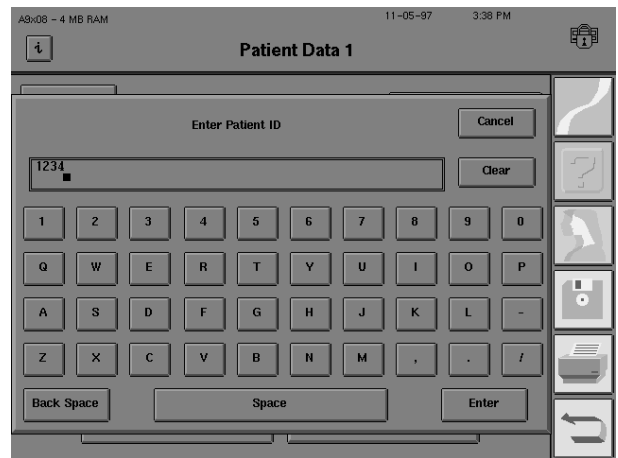 A9x08 - 4 MB RAM 11-05-97 3:38 PM
i Patient Data 1
Enter Patient ID Cancel
1234 Clear
1 2 3 4 5 6 7 8 9 0
Q W E R T Y U I O P
A S D F G H J K L -
Z X C V B N M , . /
Back Space Space Enter